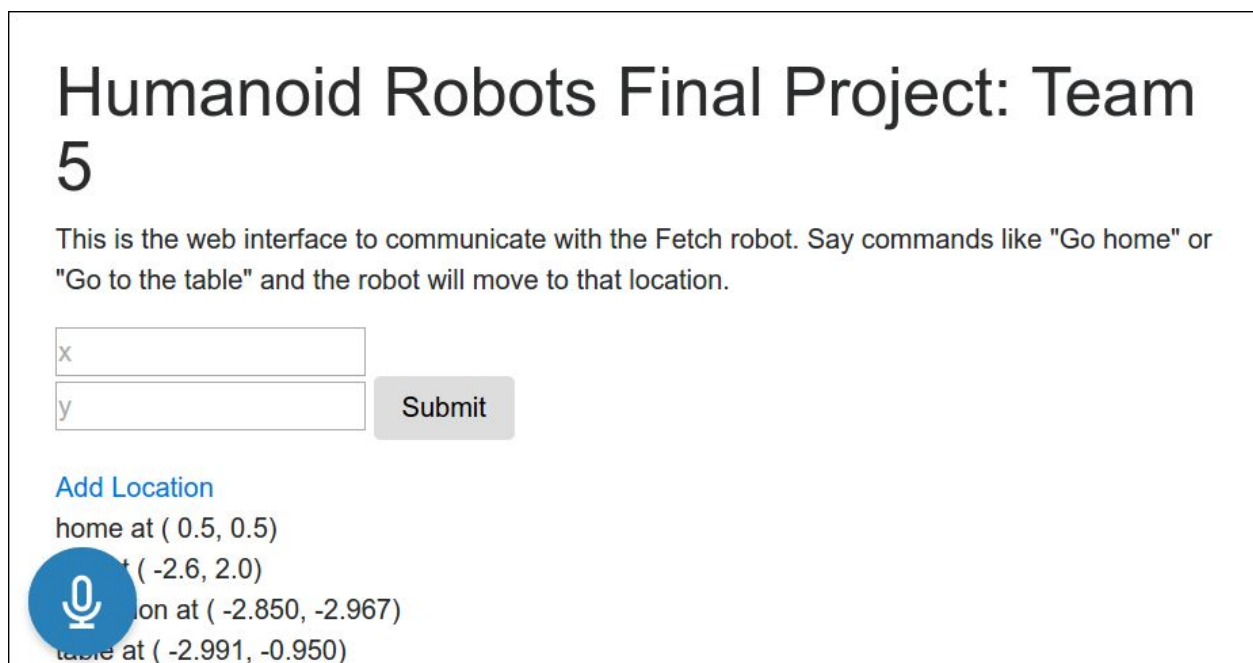 Humanoid Robots Final Project: Team
5
This is the web interface to communicate with the Fetch robot. Say commands like "Go home" or
"Go to the table" and the robot will move to that location.
x
y
Submit
Add Location
home at ( 0.5, 0.5)
( -2.6, 2.0)
at ( -2.850, -2.967)
table at ( -2.991, -0.950)